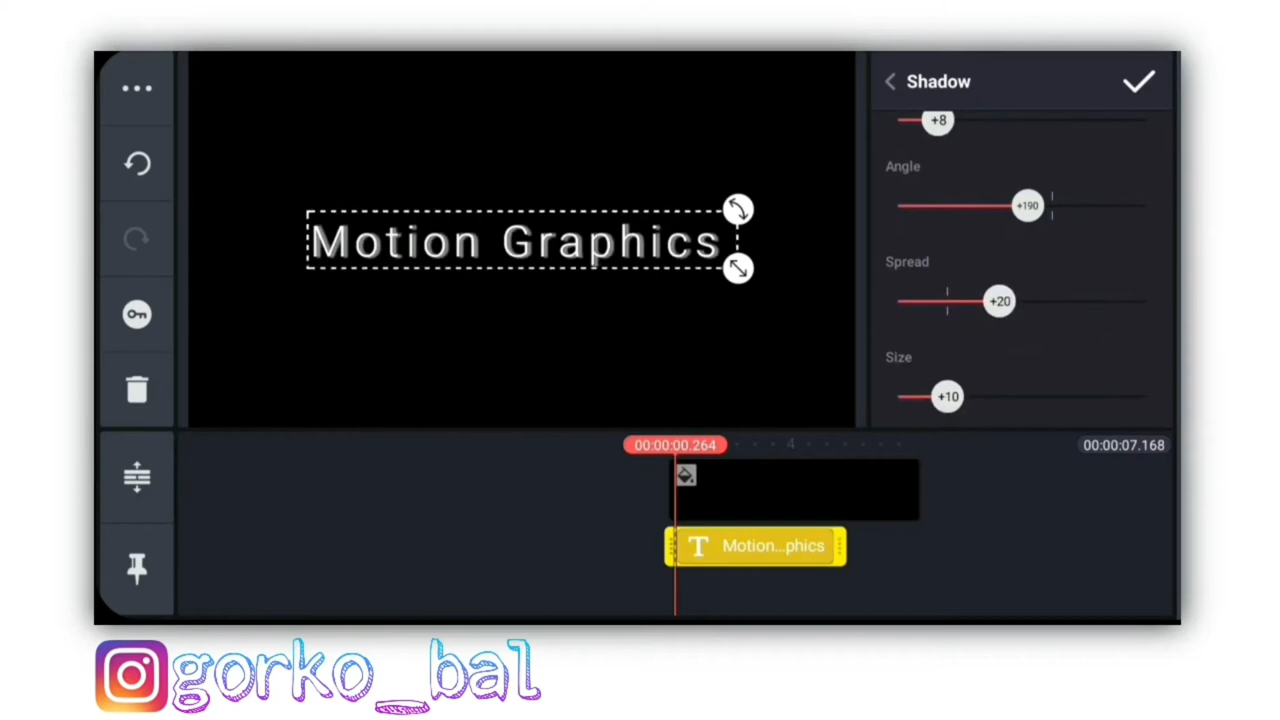 Shadow
+8
Angle
+190
Motion Graphics
Spread
+20
Size
+10
00:00:00.264
4
00:00:07.168
T Motion...phics
gorko_bal